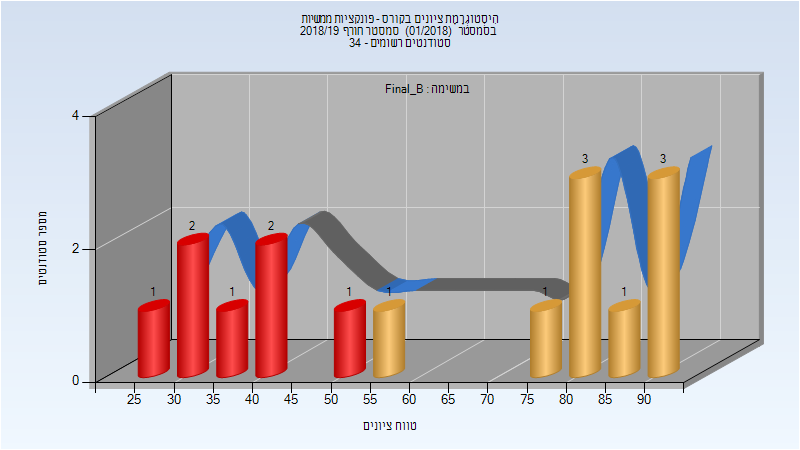 היסטוגרמת ציונים בקורס - פונקציות ממשיות
בסמסטר (01/2018) סמסטר חורף 2018/19
סטודנטים רשומים - 34
במשימה : Final_B
מספר סטודנטים
4
2
0
1
2
1
2
1
1
1
3
1
3
25 30 35 40 45 50 55 60 65 70 75 80 85 90
טווח ציונים